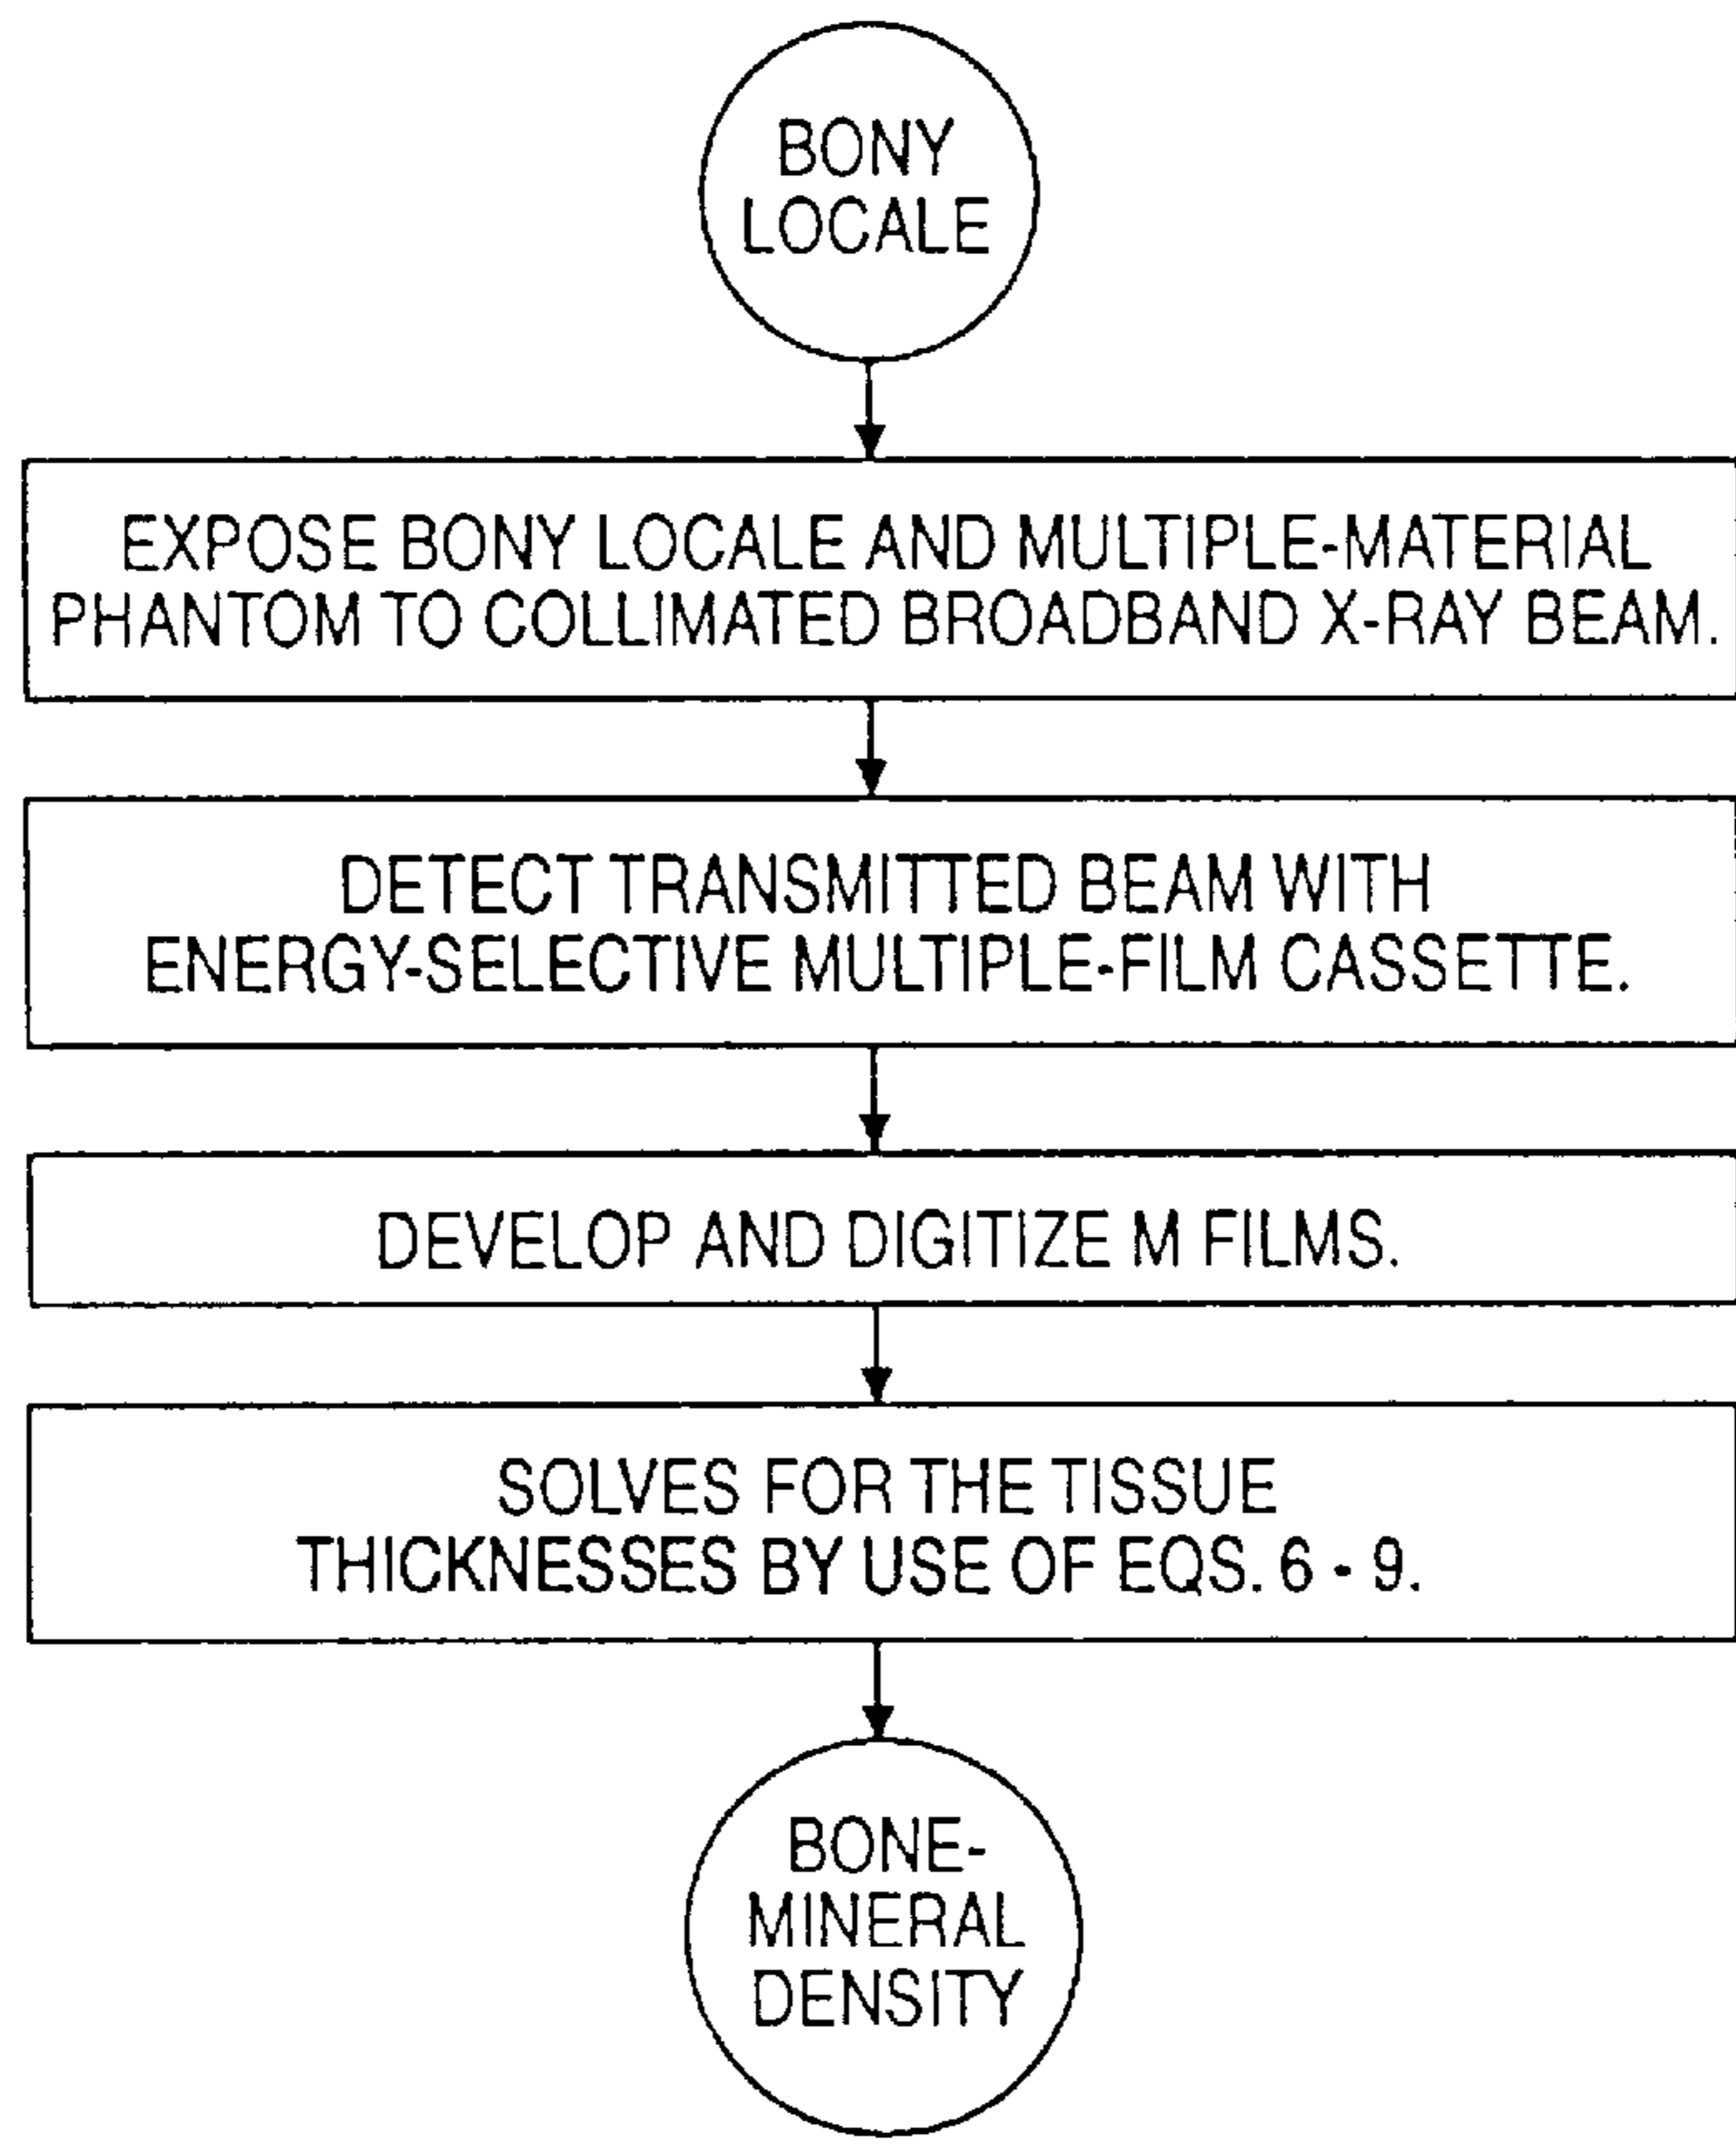 BONY
LOCALE
EXPOSE BONY LOCALE AND MULTIPLE-MATERIAL
PHANTOM TO COLLIMATED BROADBAND X-RAY BEAM.
DETECT TRANSMITTED BEAM WITH
ENERGY-SELECTIVE MULTIPLE-FILM CASSETTE.
DEVELOP AND DIGITIZE M FILMS.
SOLVES FOR THE TISSUE
THICKNESSES BY USE OF EQS. 6 - 9.
BONE-
MINERAL
DENSITY